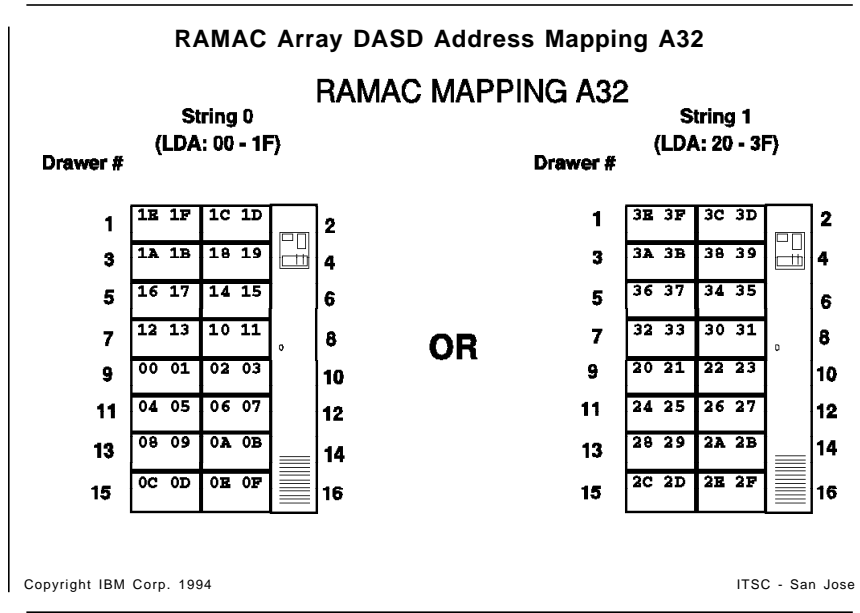 RAMAC Array DASD Address Mapping A32
RAMAC MAPPING A32
String 0
(LDA: 00 - 1F)
Drawer #
1 1E 1F 1C 1D 2
3 1A 1B 18 19 4
5 16 17 14 15 6
7 12 13 10 11 8
9 00 01 02 03 10
11 04 05 06 07 12
13 08 09 0A 0B 14
15 0C 0D 0E 0F 16
OR
String 1
(LDA: 20 - 3F)
Drawer #
1 3E 3F 3C 3D 2
3 3A 3B 38 39 4
5 36 37 34 35 6
7 32 33 30 31 8
9 20 21 22 23 10
11 24 25 26 27 12
13 28 29 2A 2B 14
15 2C 2D 2E 2F 16
Copyright IBM Corp. 1994
ITSC - San Jose